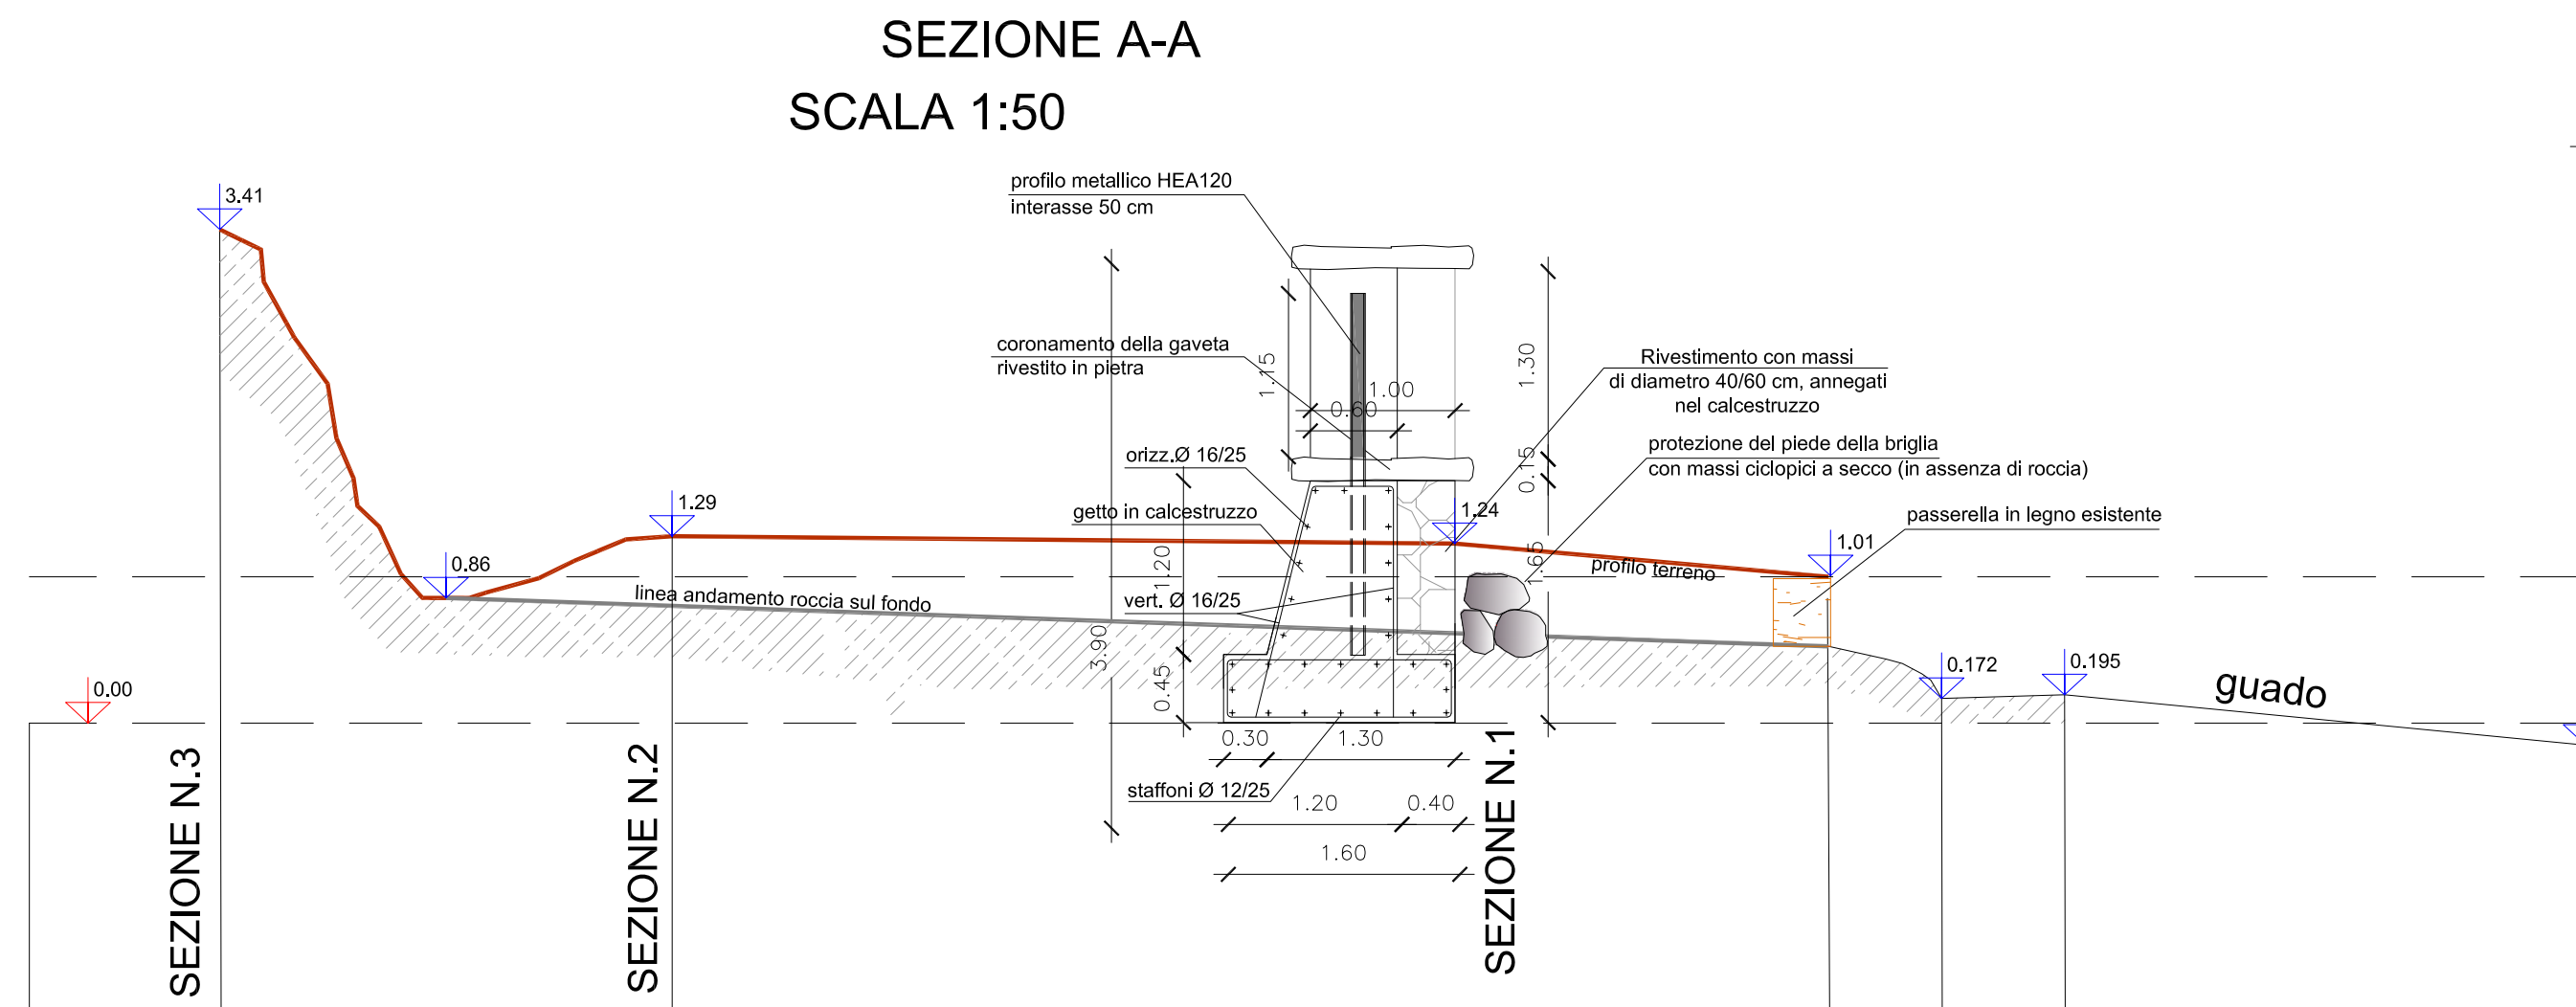 SEZIONE A-A
SCALA 1:50
profilo metallico HEA120
interasse 50 cm
3.41
coronamento della gaveta
rivestito in pietra
1.15
1.00
0.60
1.30
Rivestimento con massi
di diametro 40/60 cm, annegati
nel calcestruzzo
protezione del piede della briglia
con massi ciclopici a secco (in assenza di roccia)
orizz.Ø 16/25
0.15
getto in calcestruzzo
1.29
1.24
passerella in legno esistente
1.01
0.86
1.20
1.65
profilo terreno
linea andamento roccia sul fondo
vert. Ø 16/25
3.90
0.45
0.00
0.172
0.195
guado
0.30
1.30
staffoni Ø 12/25
1.20
0.40
1.60
SEZIONE N.3
SEZIONE N.2
SEZIONE N.1